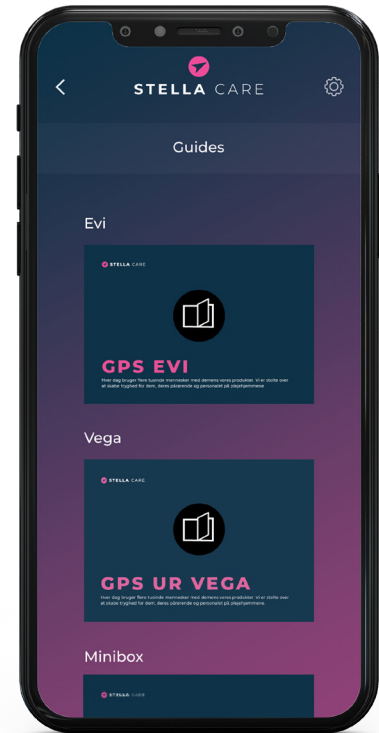 STELLA CARE
Guides
Evi
STELLA CARE
GPS EVI
Hver dag bruger flere tusinde mennesker med demens vores produkter. Vi er stolte over
at skabe tryghed for dem, deres pårørende og personalet på plejehjemmene
Vega
STELLA CARE
GPS UR VEGA
Hver dag bruger flere tusinde mennesker med demens vores produkter. Vi er stolte over
at skabe tryghed for dem, deres pårørende og personalet på plejehjemmene.
Minibox
STELLA CARE